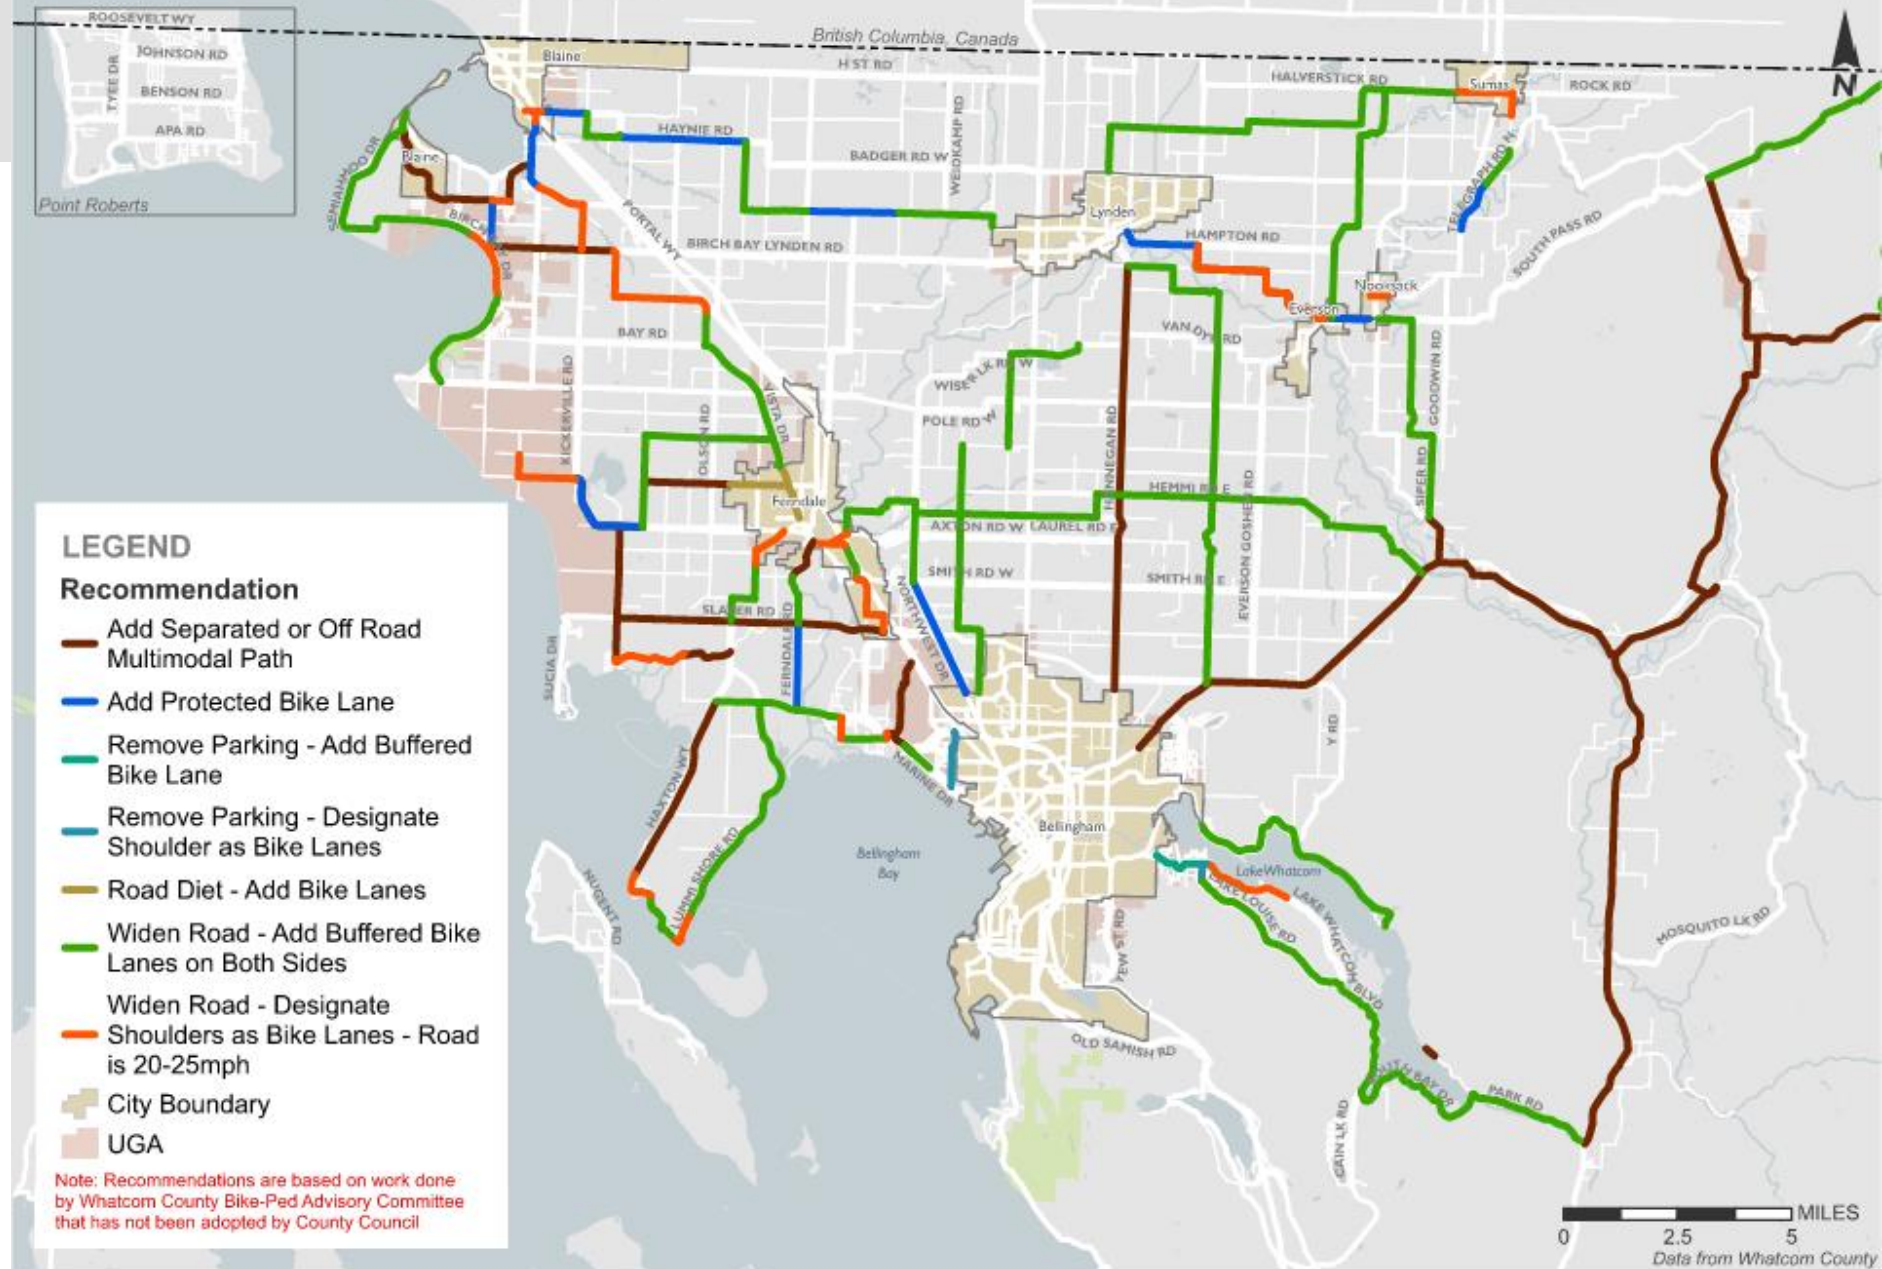 ROOSEVELT WY
JOHNSON RD
TYEE DR
BENSON RD
APA RD
Point Roberts
British Columbia, Canada
N
Blaine
H ST RD
HALVERSTICK RD
Sumas
ROCK RD
HAYNIE RD
WEIDKAMP RD
BADGER RD W
SEMIAHMOO DR
Blaine
TELEGRAPH RD N
SOUTH PASS RD
Lynden
PORTAL WY
BIRCH BAY LYNDEN RD
HAMPTON RD
Nooksack
Everson
BAY RD
VAN DYK RD
GOODWIN RD
WISER LK RD W
KICKERVILLE RD
VISTA DR
OLSON RD
POLE RD W
HANNEGAN RD
SIPER RD
HEMMI RD E
EVERSON GOSHEN RD
Ferndale
AXTON RD W
LAUREL RD E
SMITH RD W
SMITH RD E
NORTHWEST DR
SLATER RD
FERNDALE RD
SUCIA DR
Y RD
HAXTON WY
MARINE DR
LUMMI SHORE RD
Bellingham
Bellingham
Bay
Lake Whatcom
LAKE LOUISE RD
LAKE WHATCOM BLVD
NUGENT RD
YEW ST RD
MOSQUITO LK RD
OLD SAMISH RD
PARK RD
CAIN LK RD
LEGEND
Recommendation
Add Separated or Off Road
Multimodal Path
Add Protected Bike Lane
Remove Parking - Add Buffered
Bike Lane
Remove Parking - Designate
Shoulder as Bike Lanes
Road Diet - Add Bike Lanes
Widen Road - Add Buffered Bike
Lanes on Both Sides
Widen Road - Designate
Shoulders as Bike Lanes - Road
is 20-25mph
City Boundary
UGA
Note: Recommendations are based on work done
by Whatcom County Bike-Ped Advisory Committee
that has not been adopted by County Council
MILES
0 2.5 5
Data from Whatcom County